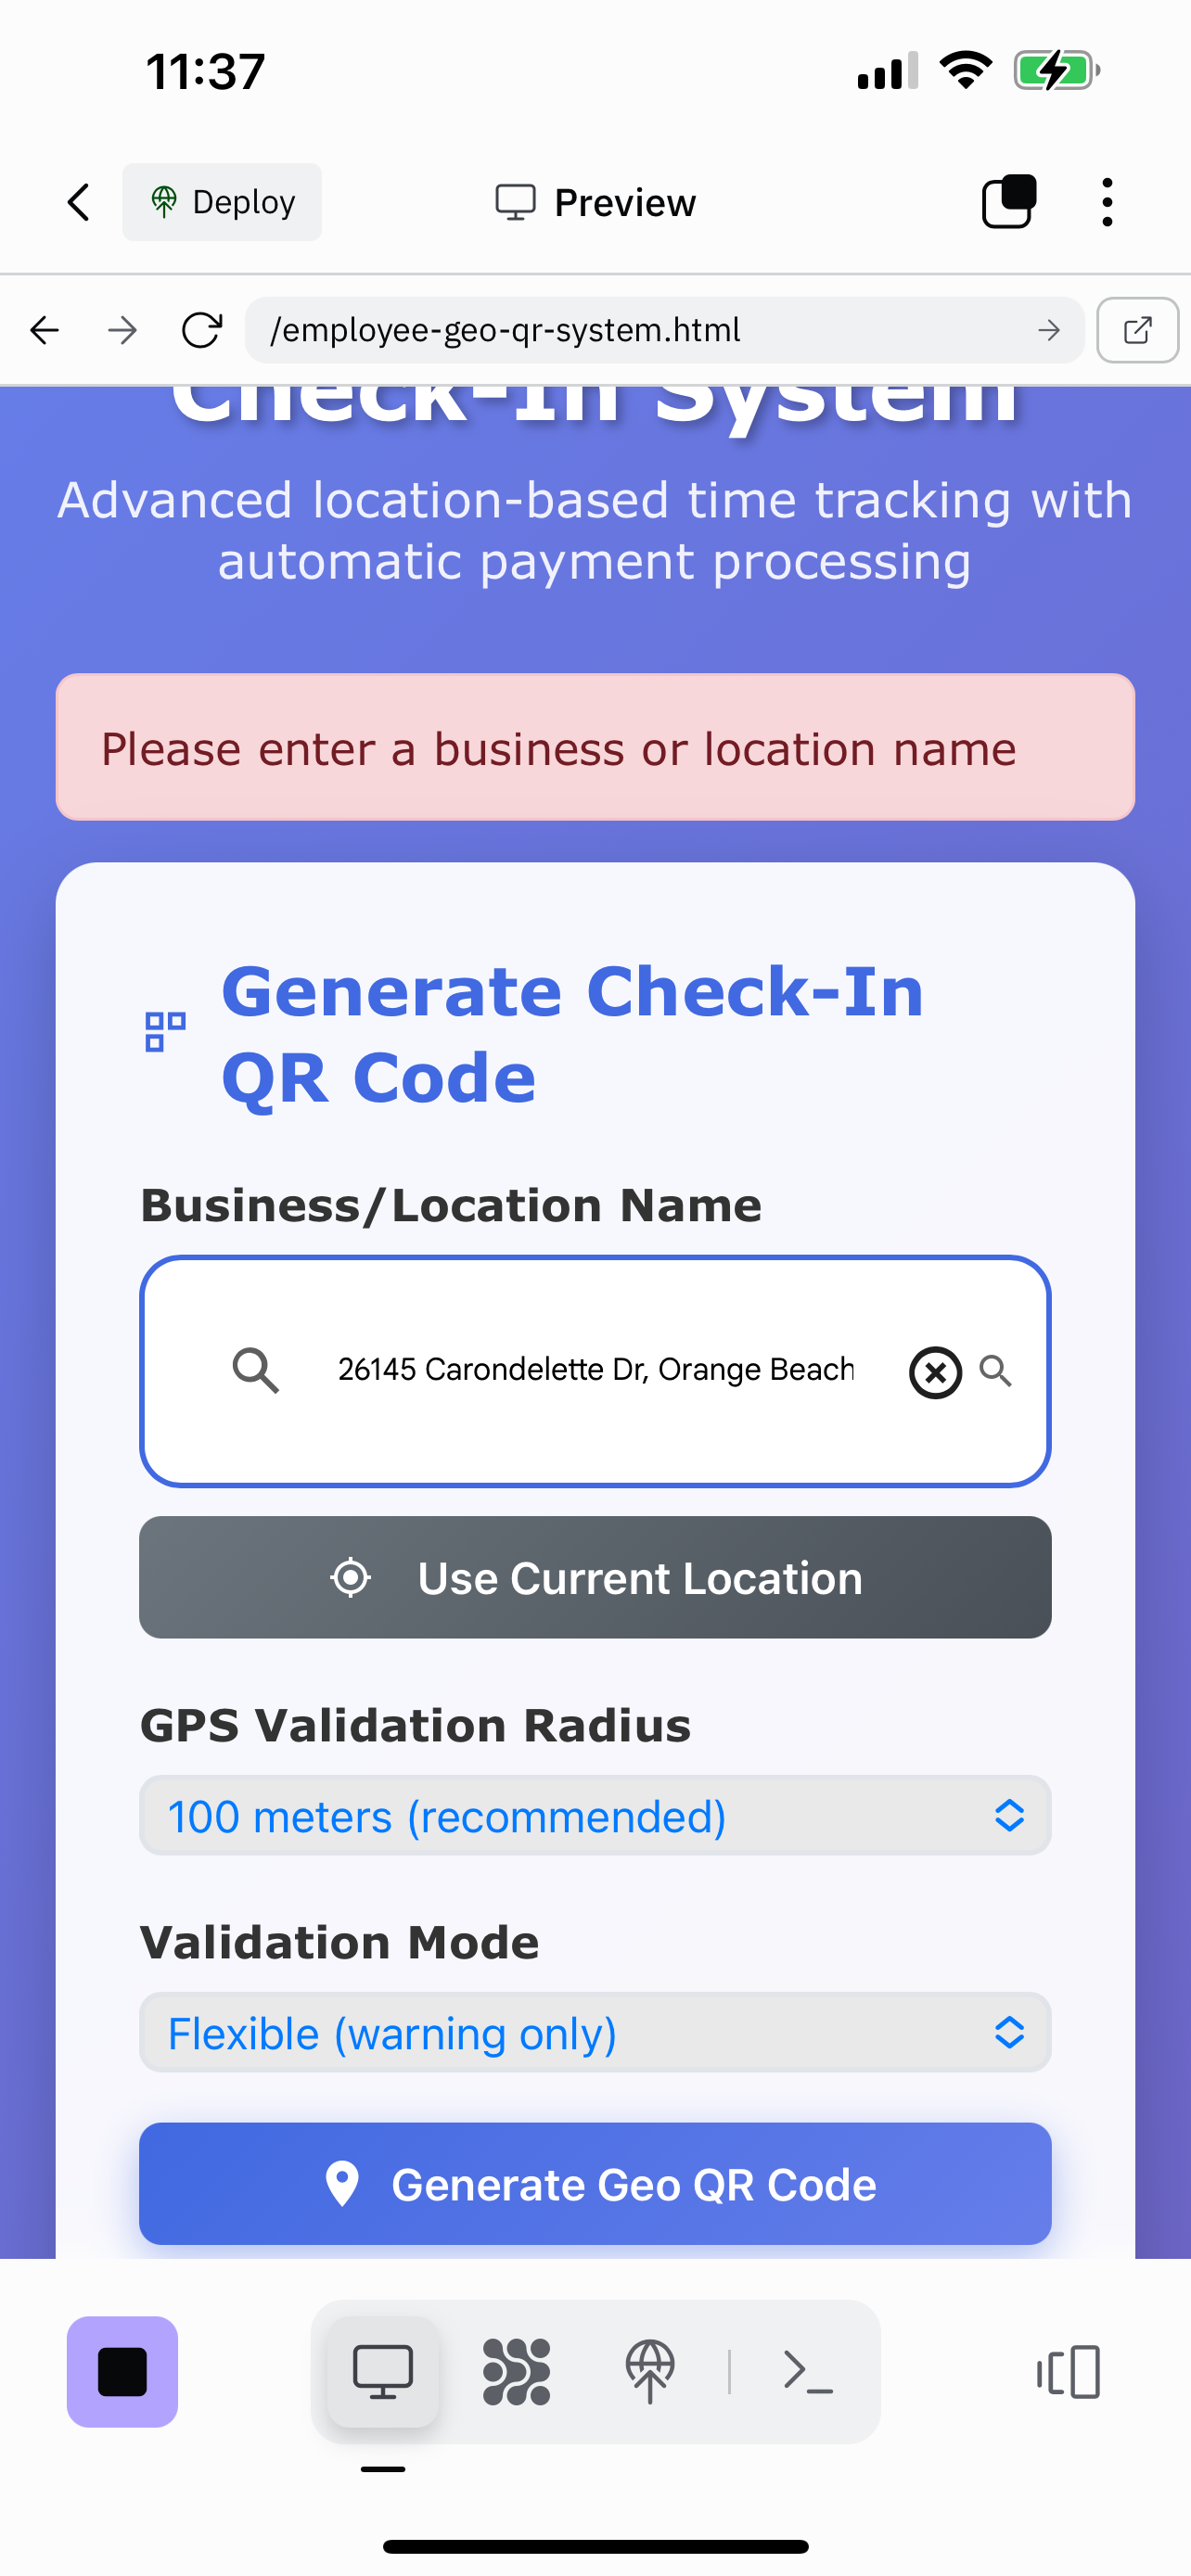 11:37
Deploy
Preview
/employee-geo-qr-system.html
Check-In System
Advanced location-based time tracking with
automatic payment processing
Please enter a business or location name
Generate Check-In
QR Code
Business/Location Name
26145 Carondelette Dr, Orange Beach
Use Current Location
GPS Validation Radius
100 meters (recommended)
Validation Mode
Flexible (warning only)
Generate Geo QR Code